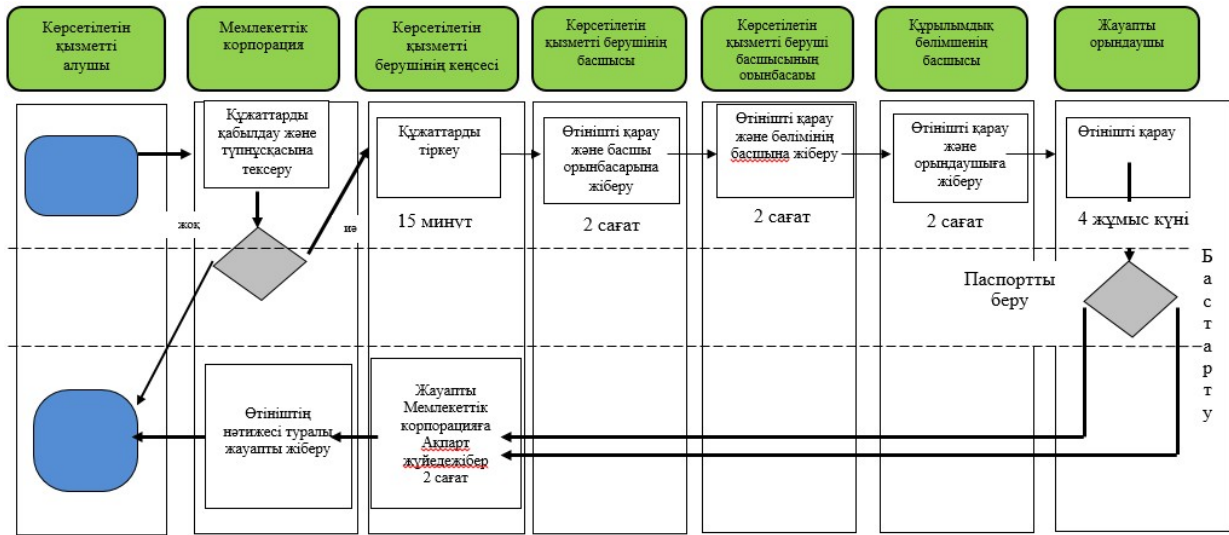 Көрсетілетін
қызметті
алушы
Мемлекеттік
корпорация
Көрсетілетін
қызметті
берушінің кеңсесі
Көрсетілетін
қызметті берушінің
басшысы
Көрсетілетін
қызметті беруші
басшысының
орынбасары
Құрылымдық
бөлімшенің
басшысы
Жауапты
орындаушы
Құжаттарды
қабылдау және
түпнұсқасына
тексеру
Құжаттарды
тіркеу
Өтінішті қарау
және басшы
орынбасарына
жіберу
Өтінішті қарау
және бөлімінің
басшына жіберу
Өтінішті қарау
және
орындаушыға
жіберу
Өтінішті қарау
жоқ
иә
15 минут
2 сағат
2 сағат
2 сағат
4 жұмыс күні
Паспортты
беру
Б
а
с
т
а
р
т
у
Өтініштің
нәтижесі туралы
жауапты жіберу
Жауапты
Мемлекеттік
корпорацияға
Ақпарт
жүйедежібер
2 сағат